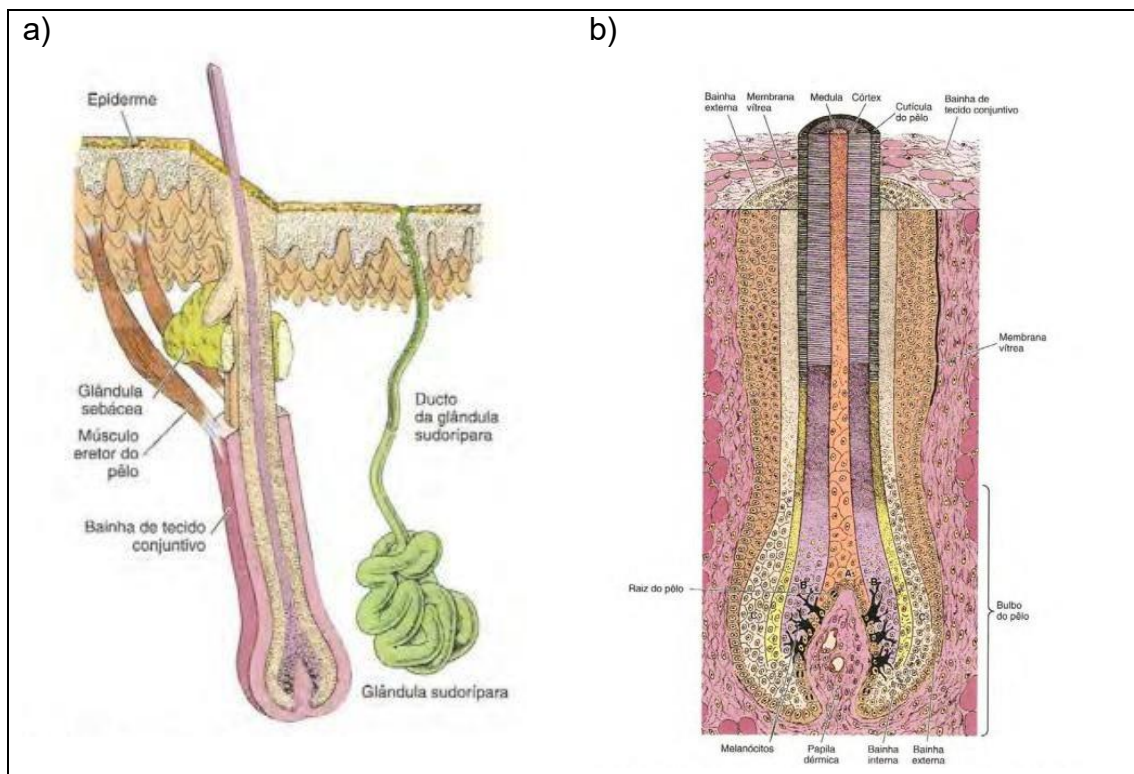 a)
b)
Epiderme
Glândula
sebácea
Músculo
eretor do
pêlo
Bainha de tecido
conjuntivo
Ducto
da glândula
sudorípara
Glândula sudorípara
Bainha
externa
Membrana
vítrea
Medula
Córtex
Cutícula
do pêlo
Bainha de
tecido conjuntivo
Membrana
vítrea
Raiz do pêlo
A
B
B
C
C
Bulbo
do pêlo
Melanócitos
Papila
dérmica
Bainha
interna
Bainha
externa